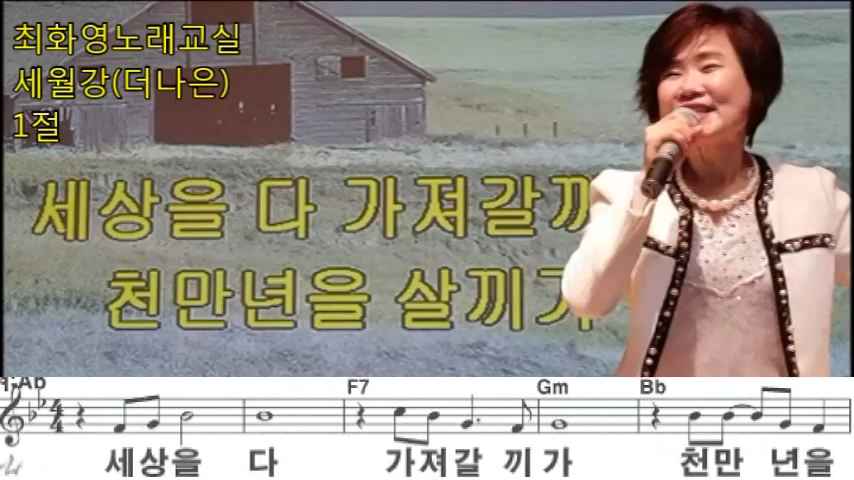 최화영노래교실
세월강(더나은)
1절
세상을 다 가져갈끼
천만년을 살끼가
F7 Gm Bb
4
4
세상을 다 가져갈 끼 가 천만 년을